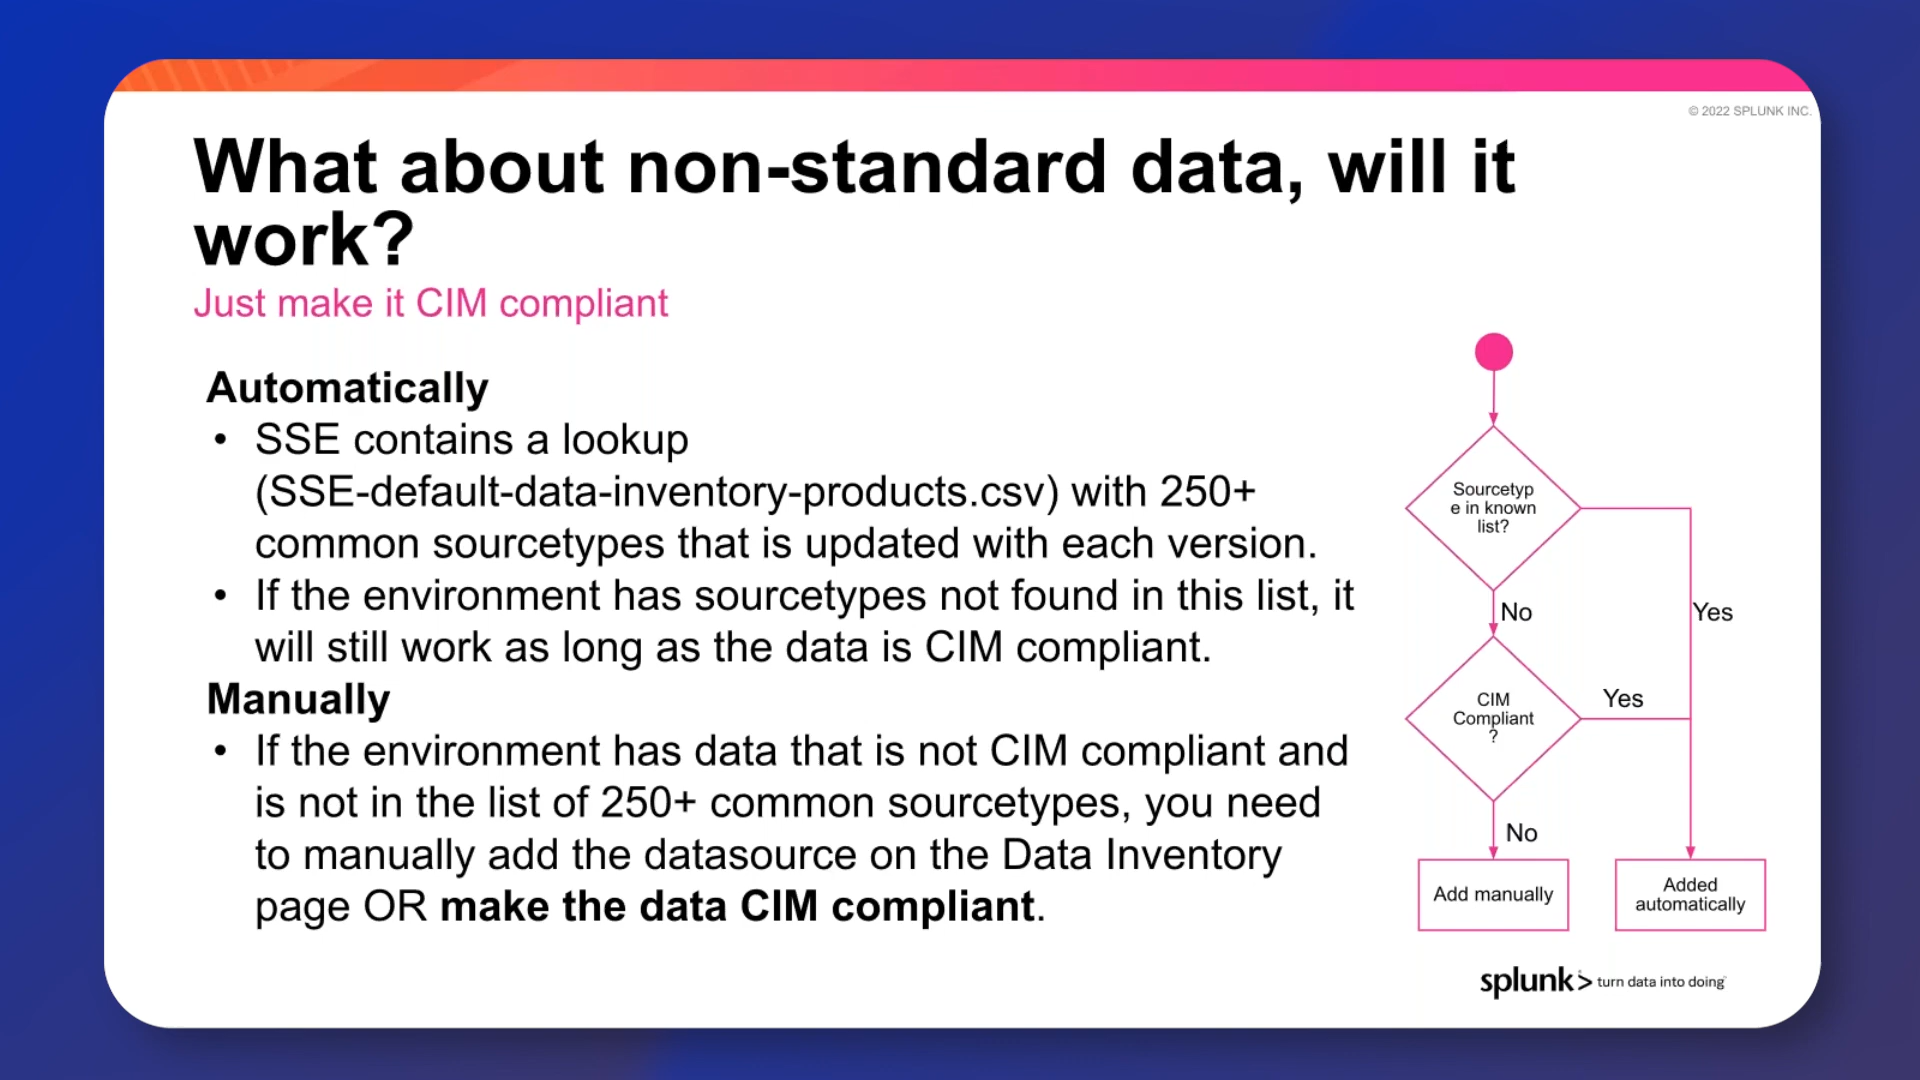 © 2022 SPLUNK INC.
What about non-standard data, will it
work?
Just make it CIM compliant
Automatically
• SSE contains a lookup
(SSE-default-data-inventory-products.csv) with 250+
common sourcetypes that is updated with each version.
• If the environment has sourcetypes not found in this list, it
will still work as long as the data is CIM compliant.
Manually
• If the environment has data that is not CIM compliant and
is not in the list of 250+ common sourcetypes, you need
to manually add the datasource on the Data Inventory
page OR make the data CIM compliant.
Sourcetyp
e in known
list?
No
Yes
CIM
Compliant
?
Yes
No
Add manually
Added
automatically
splunk> turn data into doing